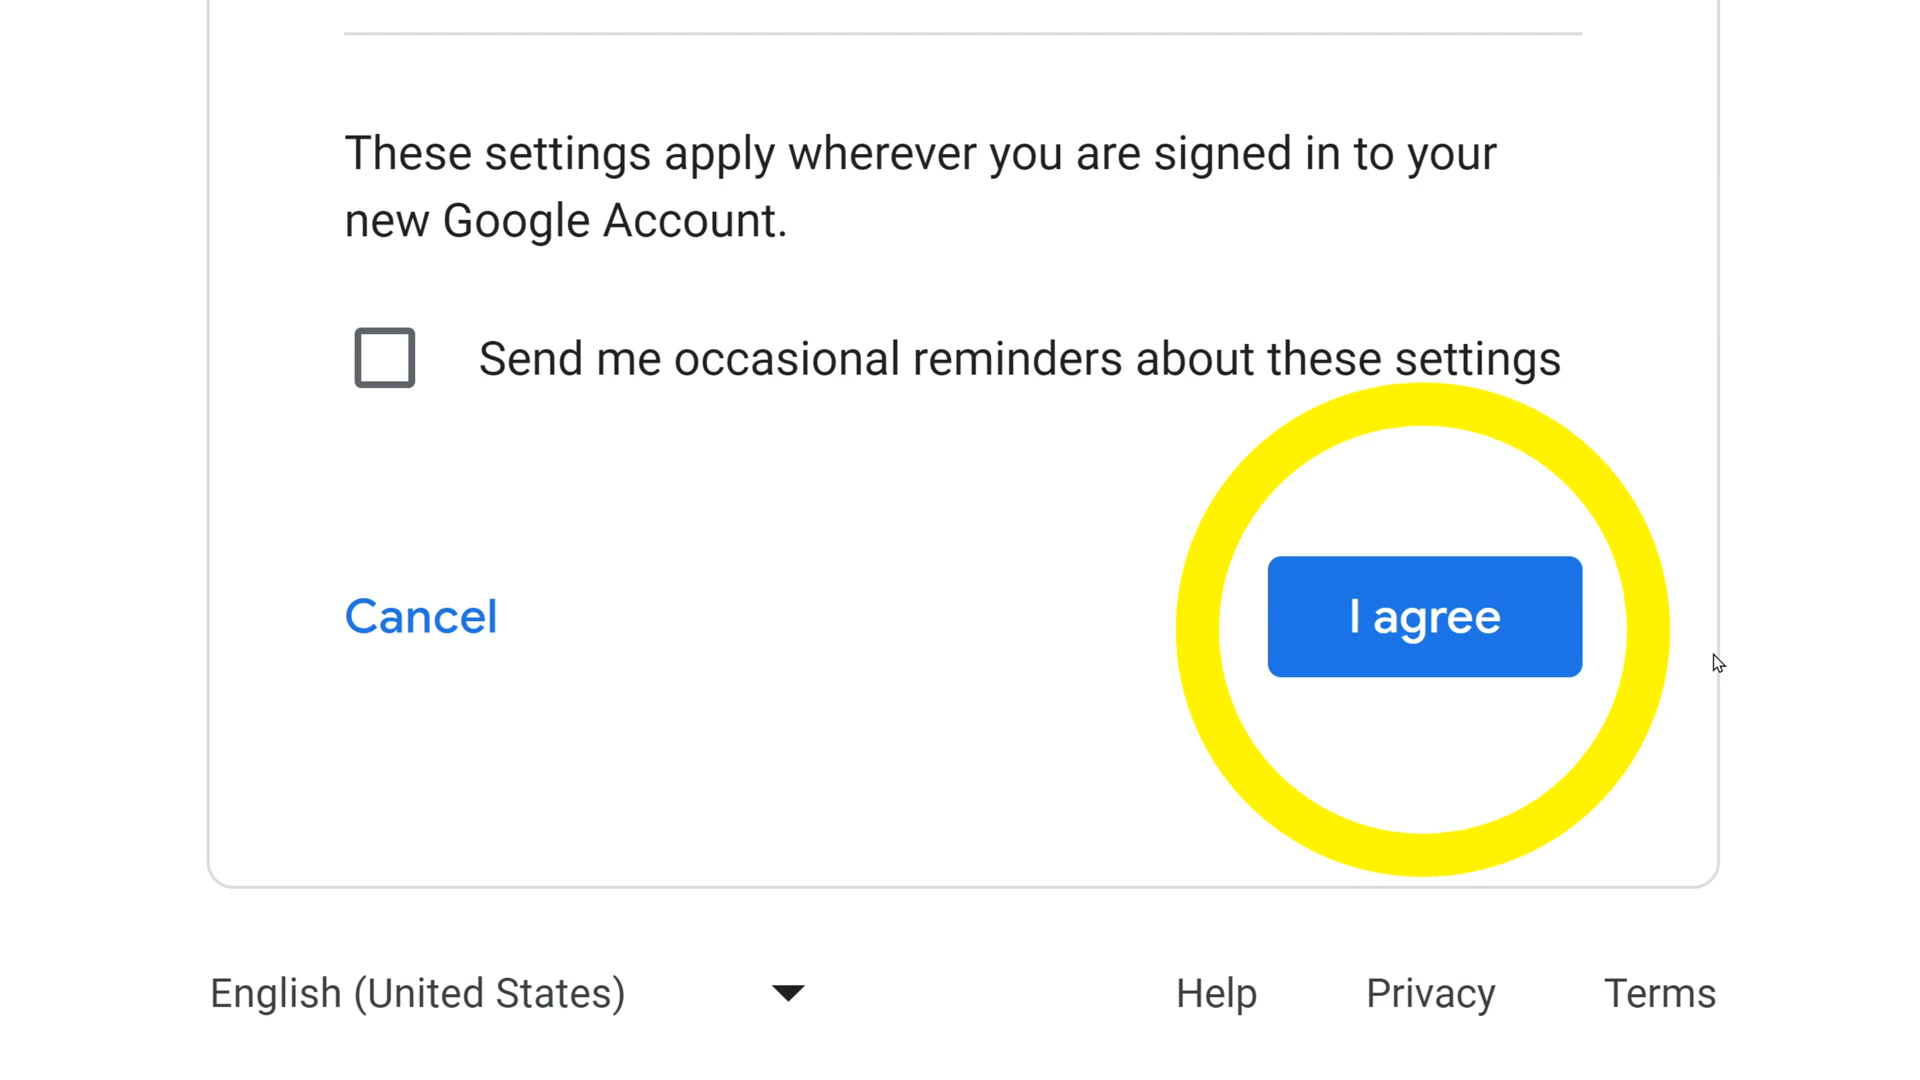 These settings apply wherever you are signed in to your
new Google Account.
Send me occasional reminders about these settings
Cancel
I agree
English (United States)
Help
Privacy
Terms